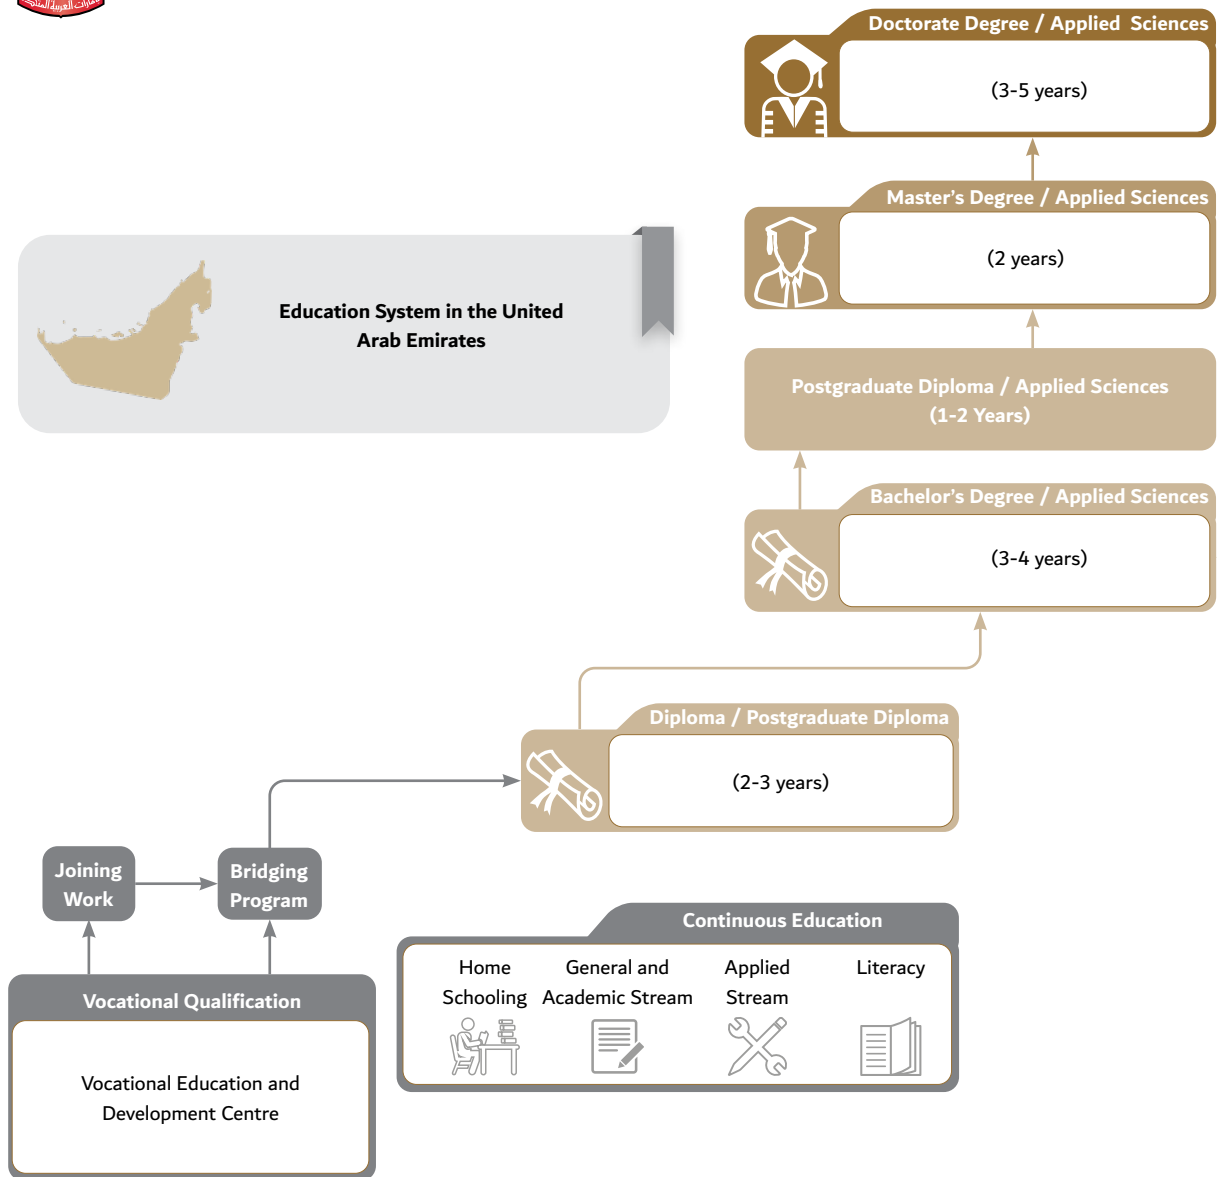 الإمارات العربية المتحدة
Doctorate Degree / Applied Sciences
(3-5 years)
Master's Degree / Applied Sciences
(2 years)
Education System in the United
Arab Emirates
Postgraduate Diploma / Applied Sciences
(1-2 Years)
Bachelor's Degree / Applied Sciences
(3-4 years)
Diploma / Postgraduate Diploma
(2-3 years)
Joining
Work
Bridging
Program
Continuous Education
Home
Schooling
General and
Academic Stream
Applied
Stream
Literacy
Vocational Qualification
Vocational Education and
Development Centre